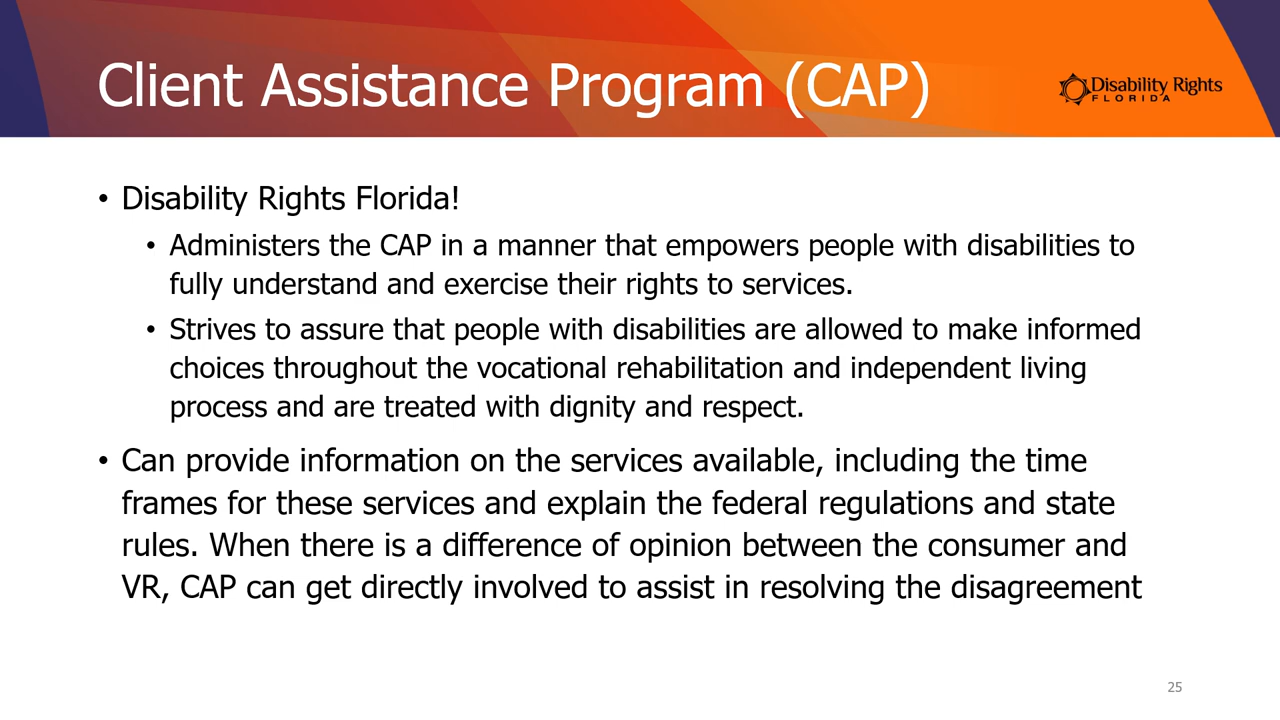 Client Assistance Program (CAP)
Disability Rights
FLORIDA
• Disability Rights Florida!
• Administers the CAP in a manner that empowers people with disabilities to
fully understand and exercise their rights to services.
• Strives to assure that people with disabilities are allowed to make informed
choices throughout the vocational rehabilitation and independent living
process and are treated with dignity and respect.
• Can provide information on the services available, including the time
frames for these services and explain the federal regulations and state
rules. When there is a difference of opinion between the consumer and
VR, CAP can get directly involved to assist in resolving the disagreement
25